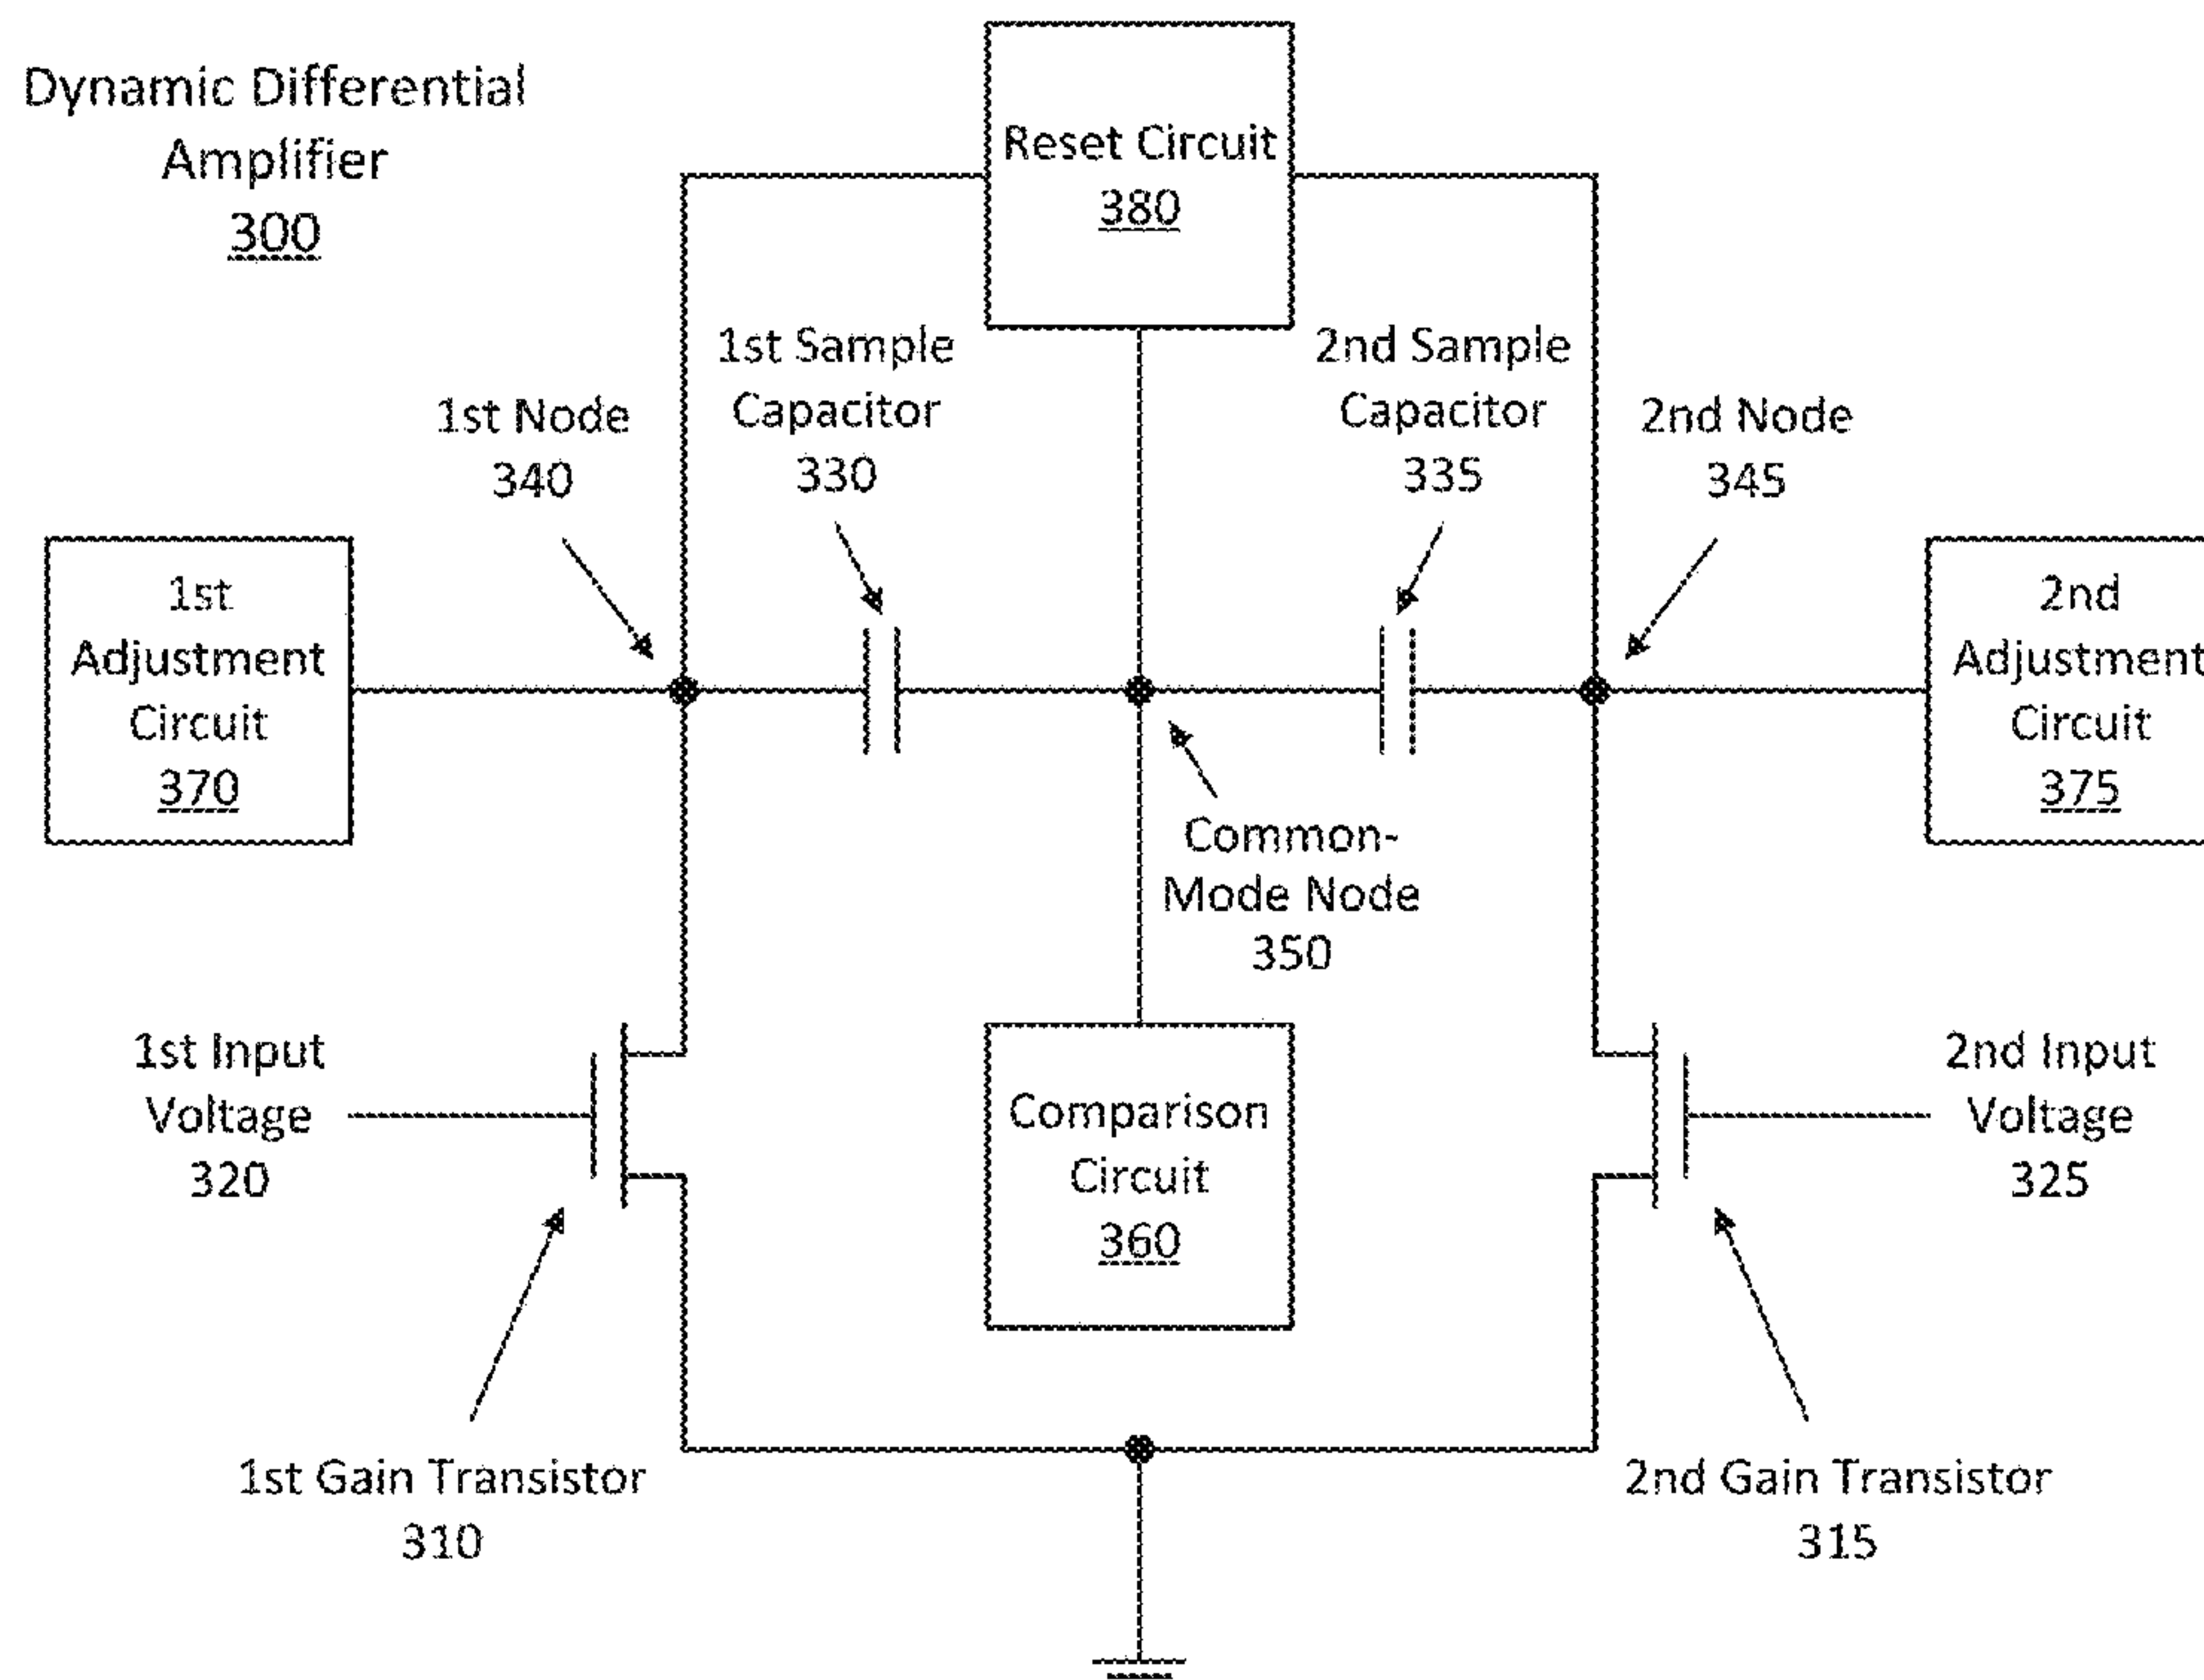 Dynamic Differential
Amplifier
300
Reset Circuit
380
1st Sample
Capacitor
330
2nd Sample
Capacitor
335
1st Node
340
2nd Node
345
1st
Adjustment
Circuit
370
2nd
Adjustment
Circuit
375
Common-
Mode Node
350
1st Input
Voltage
320
Comparison
Circuit
360
2nd Input
Voltage
325
1st Gain Transistor
310
2nd Gain Transistor
315